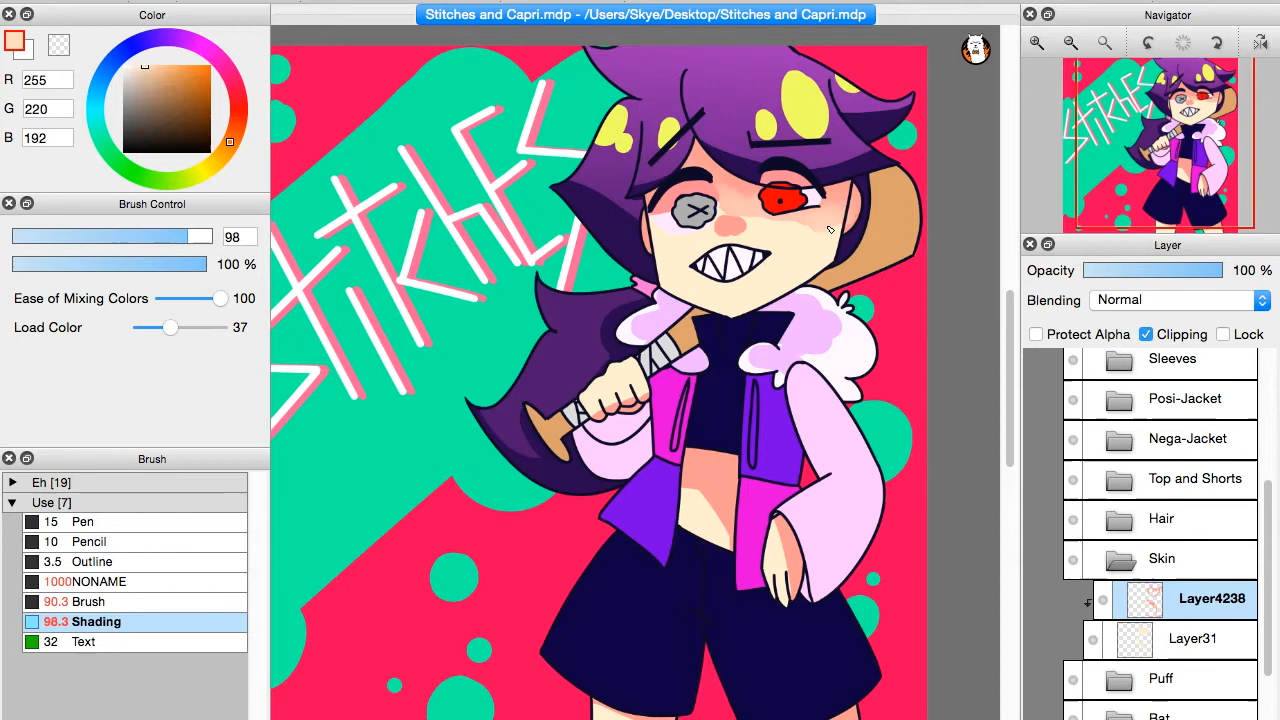 Color
Stitches and Capri.mdp - /Users/Skye/Desktop/Stitches and Capri.mdp
Navigator
R 255
G 220
B 192
Brush Control
98
100 %
Ease of Mixing Colors 100
Load Color 37
Brush
Eh [19]
Use [7]
15 Pen
10 Pencil
3.5 Outline
1000NONAME
90.3 Brush
98.3 Shading
32 Text
StitchES
Layer
Opacity 100 %
Blending Normal
Protect Alpha Clipping Lock
Sleeves
Posi-Jacket
Nega-Jacket
Top and Shorts
Hair
Skin
Layer4238
Layer31
Puff
Bat